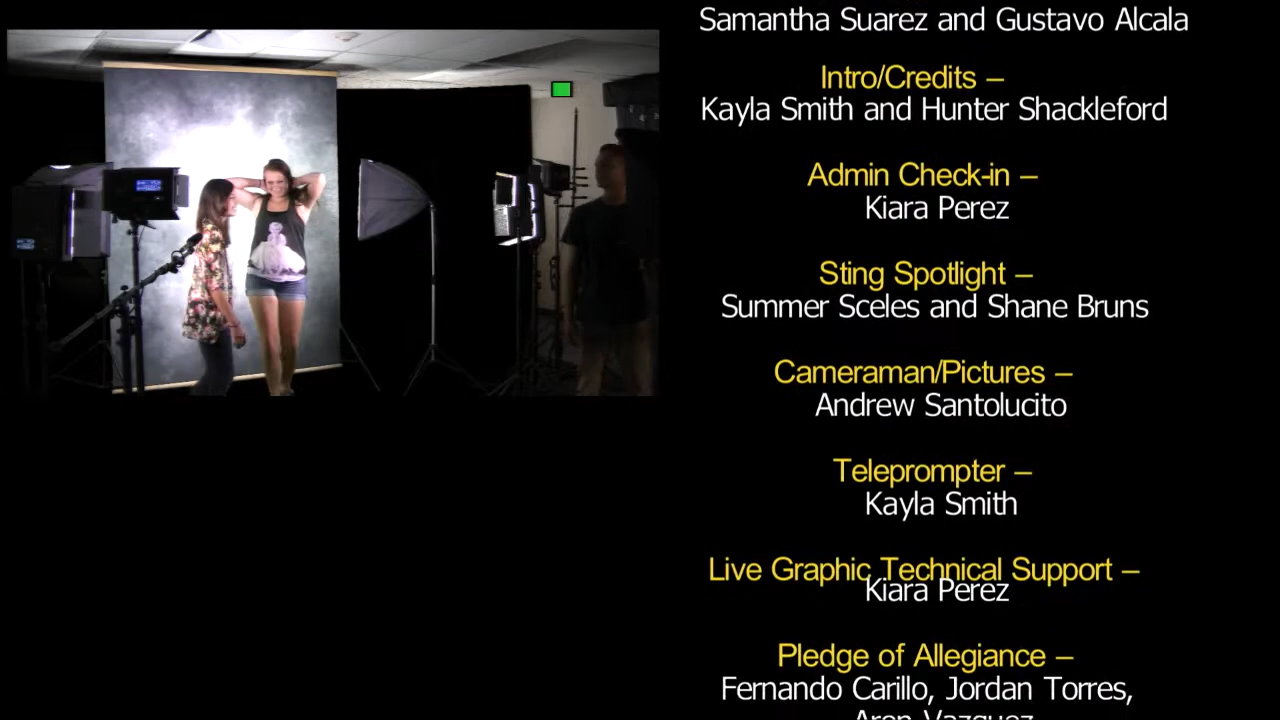 Samantha Suarez and Gustavo Alcala
Intro/Credits –
Kayla Smith and Hunter Shackleford
Admin Check-in –
Kiara Perez
Sting Spotlight –
Summer Sceles and Shane Bruns
Cameraman/Pictures –
Andrew Santolucito
Teleprompter –
Kayla Smith
Live Graphic Technical Support –
Kiara Perez
Pledge of Allegiance –
Fernando Carillo, Jordan Torres,
Aron Vazquez